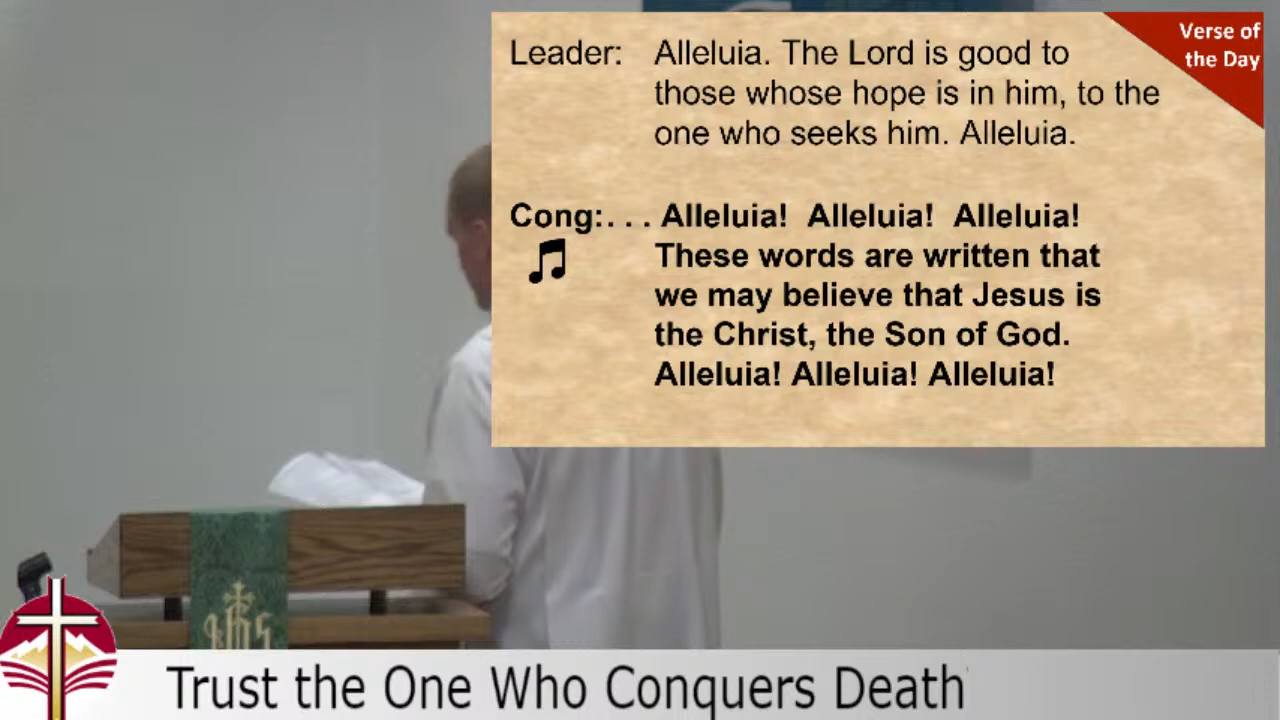 Verse of
the Day
Leader: Alleluia. The Lord is good to
those whose hope is in him, to the
one who seeks him. Alleluia.
Cong:. . . Alleluia! Alleluia! Alleluia!
These words are written that
we may believe that Jesus is
the Christ, the Son of God.
Alleluia! Alleluia! Alleluia!
IHS
Trust the One Who Conquers Death